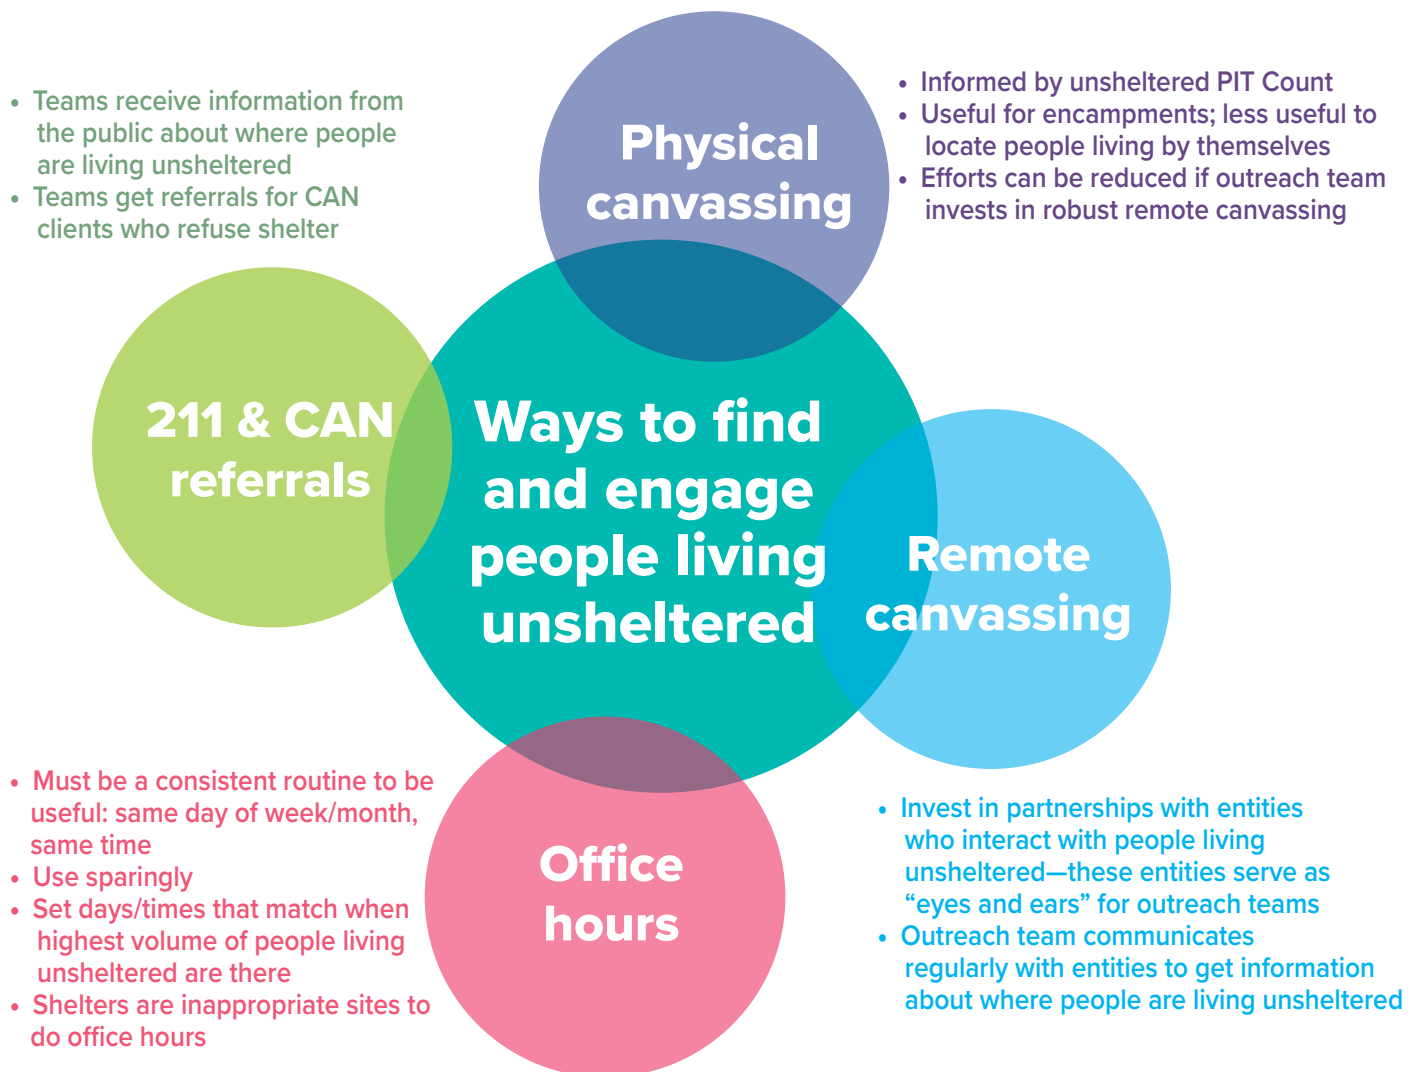 • Teams receive information from
the public about where people
are living unsheltered
• Teams get referrals for CAN
clients who refuse shelter
Physical
canvassing
• Informed by unsheltered PIT Count
• Useful for encampments; less useful to
locate people living by themselves
• Efforts can be reduced if outreach team
invests in robust remote canvassing
211 & CAN
referrals
Ways to find
and engage
people living
unsheltered
Remote
canvassing
• Must be a consistent routine to be
useful: same day of week/month,
same time
• Use sparingly
• Set days/times that match when
highest volume of people living
unsheltered are there
• Shelters are inappropriate sites to
do office hours
Office
hours
• Invest in partnerships with entities
who interact with people living
unsheltered—these entities serve as
“eyes and ears” for outreach teams
• Outreach team communicates
regularly with entities to get information
about where people are living unsheltered